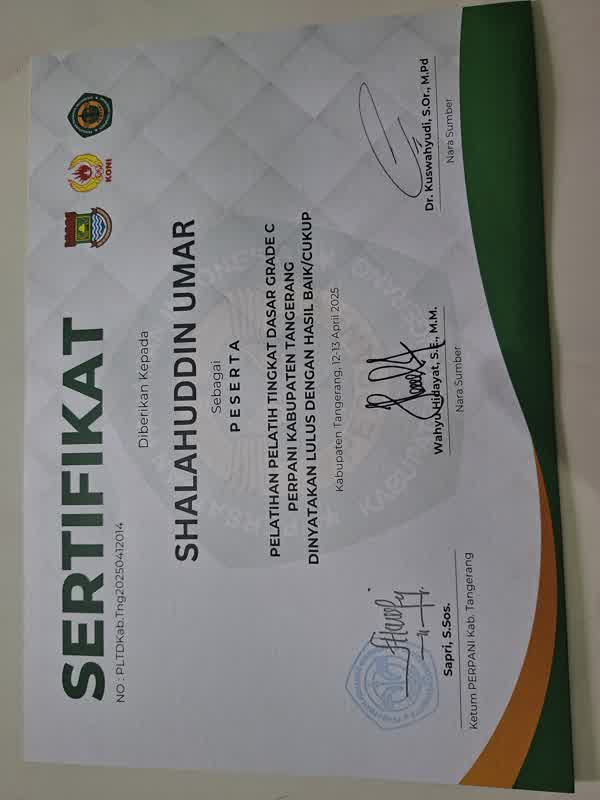 SERTIFIKAT
NO : PLTDKab.Tng20250412014
KONI
Diberikan Kepada
SHALAHUDDIN UMAR
Sebagai
PESERTA
PELATIHAN PELATIH TINGKAT DASAR GRADE C
PERPANI KABUPATEN TANGERANG
DINYATAKAN LULUS DENGAN HASIL BAIK/CUKUP
Kabupaten Tangerang, 12-13 April 2025
Sapri, S.Sos.
Ketum PERPANI Kab. Tangerang
Wahyu Hidayat, S.E., M.M.
Nara Sumber
Dr. Kuswahyudi, S.Or., M.Pd
Nara Sumber